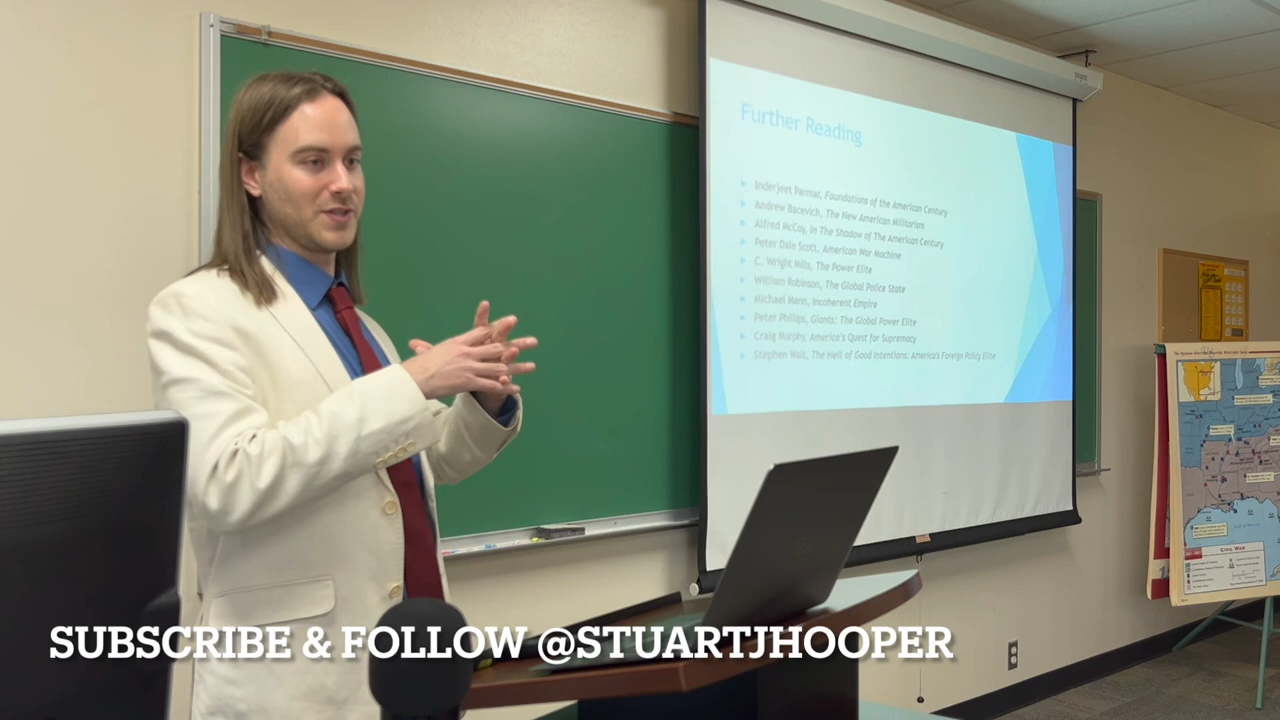 Further Reading
Inderjeet Parmar, Foundations of the American Century
Andrew Bacevich, The New American Militarism
Alfred McCoy, In The Shadow of The American Century
Peter Dale Scott, American War Machine
C. Wright Mills, The Power Elite
William Robinson, The Global Police State
Michael Mann, Incoherent Empire
Peter Phillips, Giants: The Global Power Elite
Craig Murphy, America's Quest for Supremacy
Stephen Walt, The Hell of Good Intentions: America's Foreign Policy Elite
CIVIL WAR
SUBSCRIBE & FOLLOW @STUARTJHOOPER